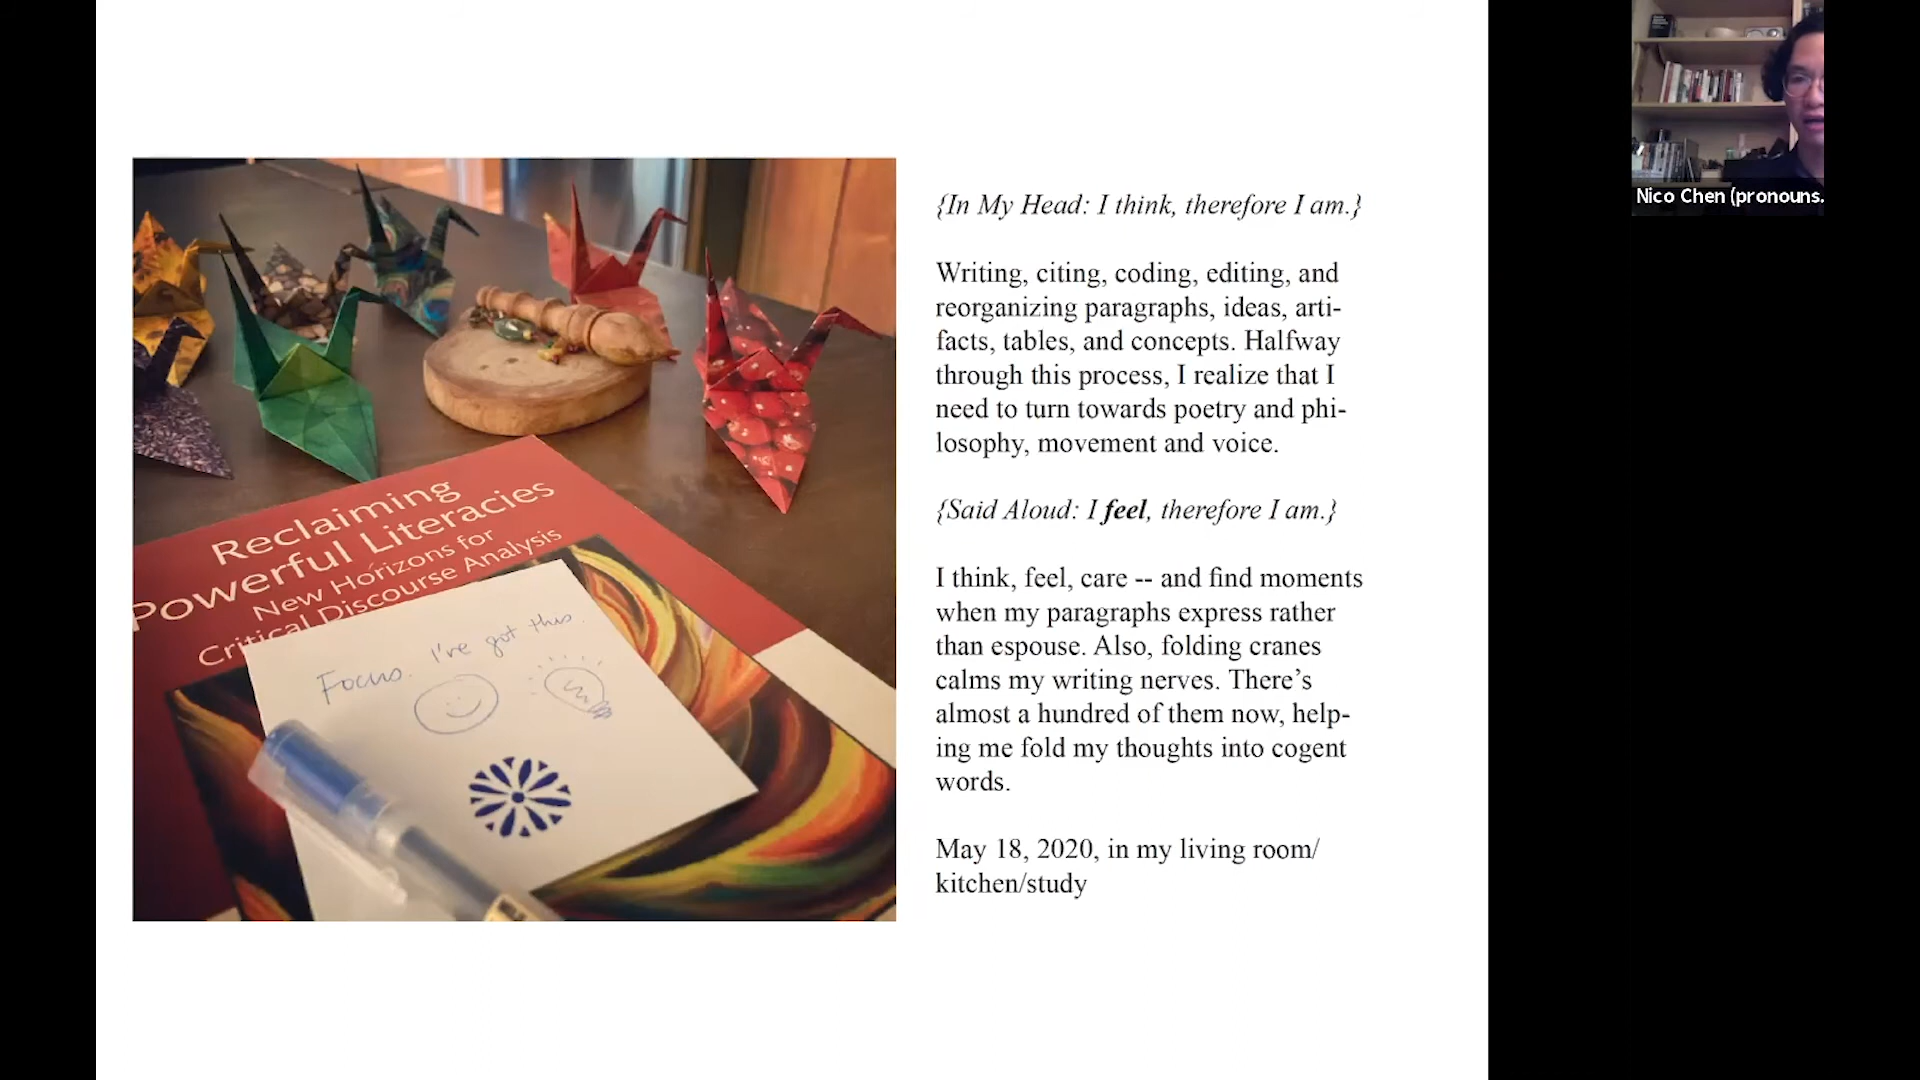 Reclaiming
Powerful Literacies
New Horizons for
Critical Discourse Analysis
Focus. I've got this.
{In My Head: I think, therefore I am.}
Writing, citing, coding, editing, and
reorganizing paragraphs, ideas, arti-
facts, tables, and concepts. Halfway
through this process, I realize that I
need to turn towards poetry and phi-
losophy, movement and voice.
{Said Aloud: I feel, therefore I am.}
I think, feel, care -- and find moments
when my paragraphs express rather
than espouse. Also, folding cranes
calms my writing nerves. There’s
almost a hundred of them now, help-
ing me fold my thoughts into cogent
words.
May 18, 2020, in my living room/
kitchen/study
Nico Chen (pronouns.